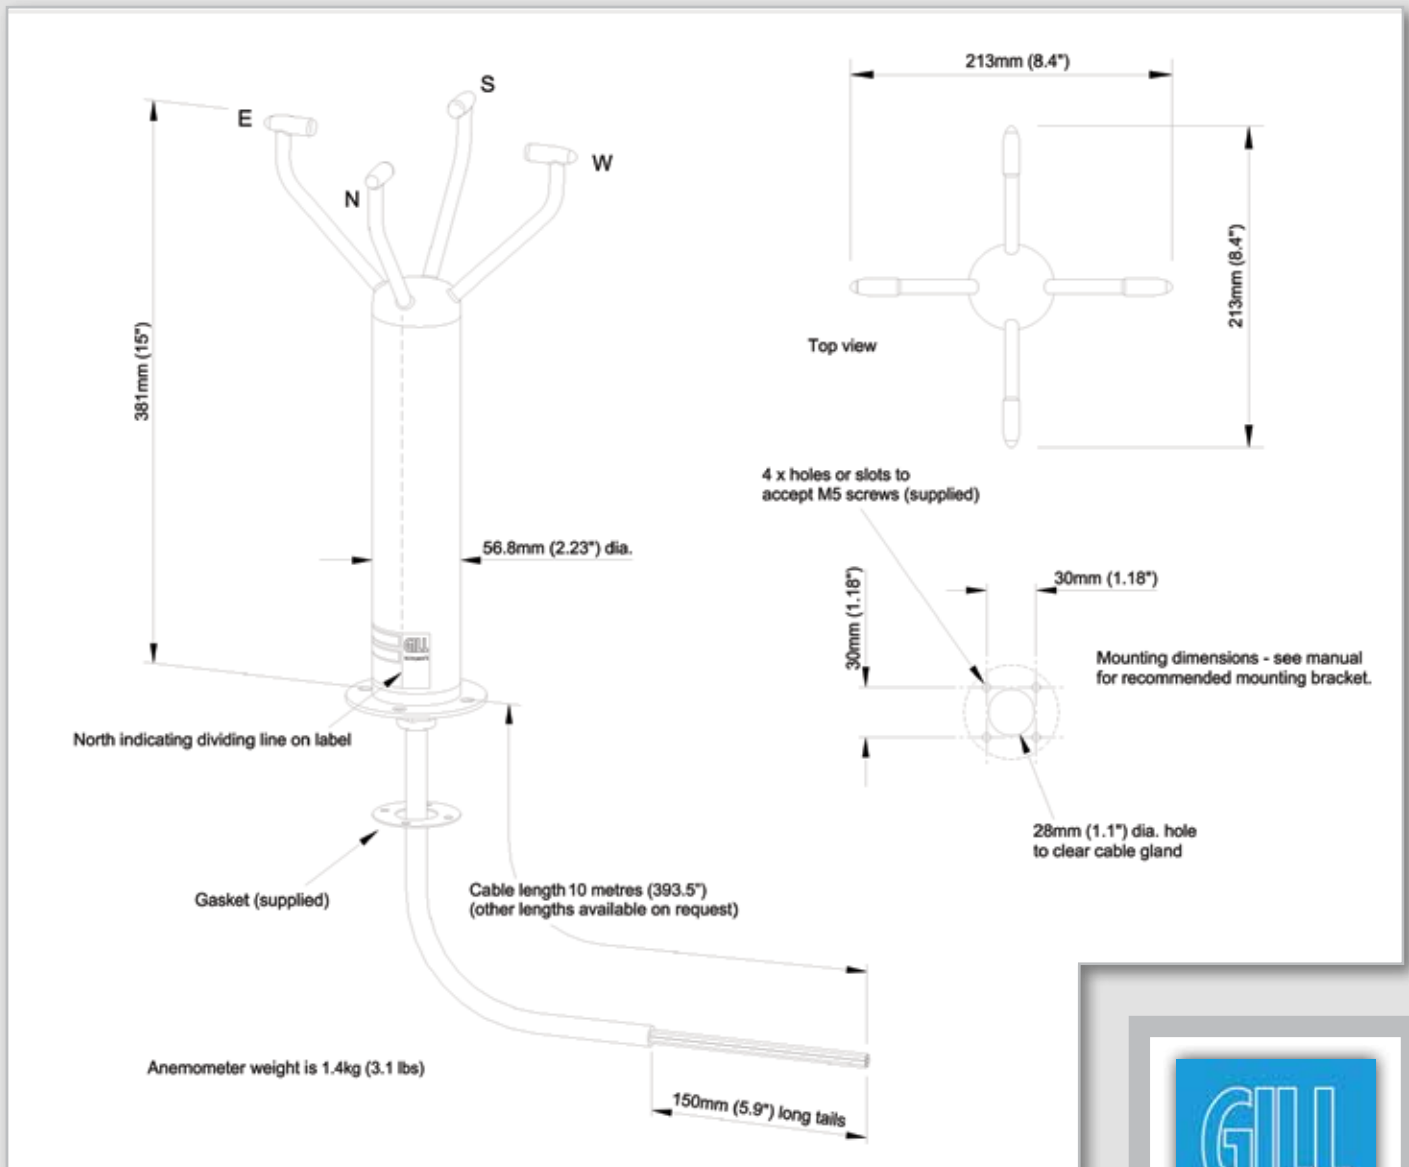 213mm (8.4")
S
E
W
N
213mm (8.4")
381mm (15")
Top view
4 x holes or slots to
accept M5 screws (supplied)
56.8mm (2.23") dia.
30mm (1.18")
30mm (1.18")
GILL
Mounting dimensions - see manual
for recommended mounting bracket.
North indicating dividing line on label
28mm (1.1") dia. hole
to clear cable gland
Gasket (supplied)
Cable length 10 metres (393.5")
(other lengths available on request)
Anemometer weight is 1.4kg (3.1 lbs)
150mm (5.9") long tails
GILL